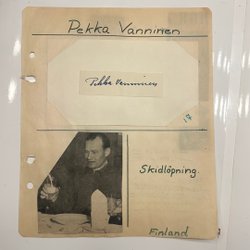 Pekka Vanninen
Pekka Vanninen
Skidlöpning
Finland